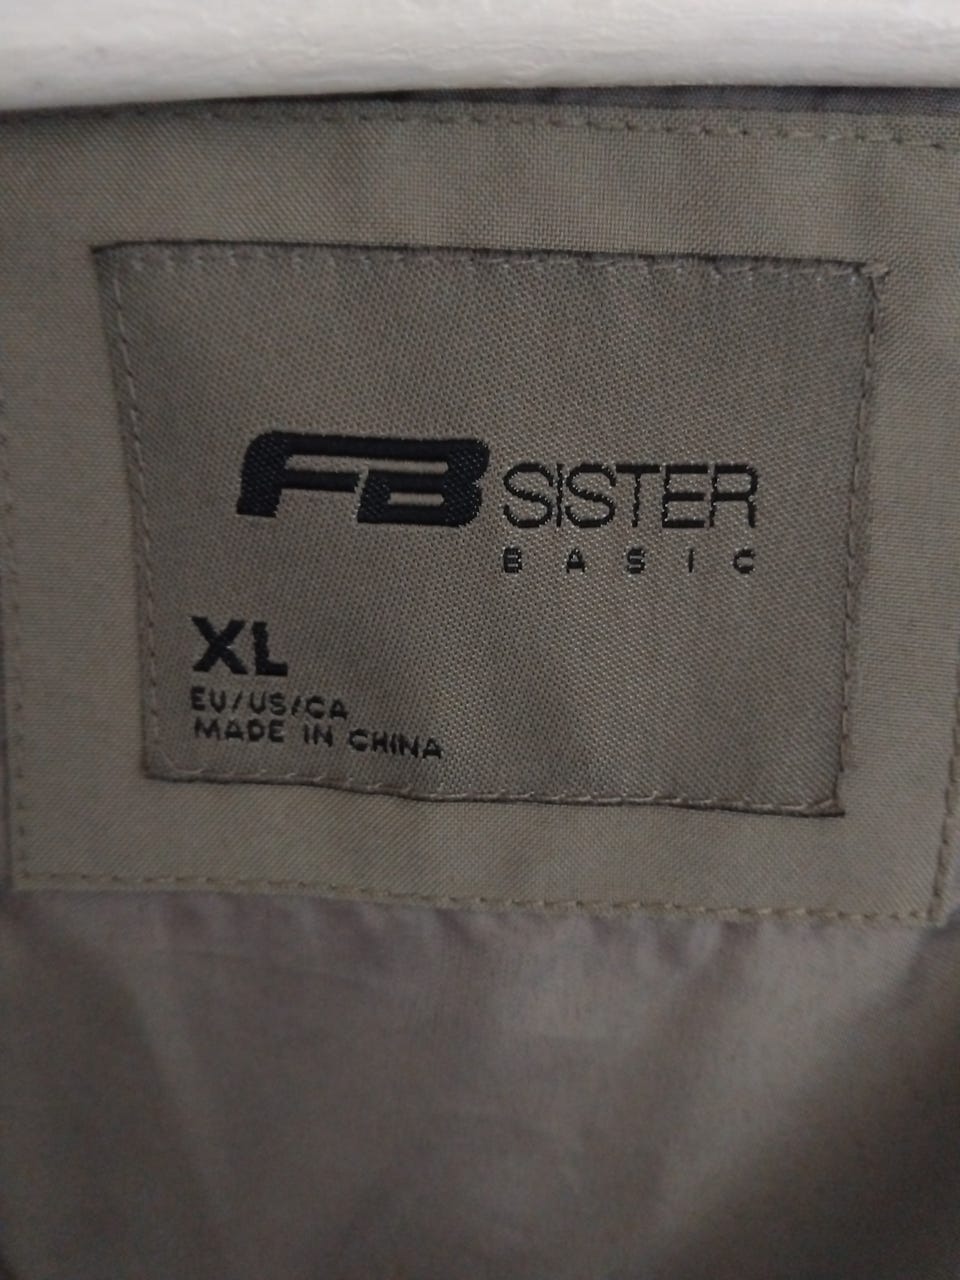 FB SISTER
BASIC
XL
EU/US/CA
MADE IN CHINA